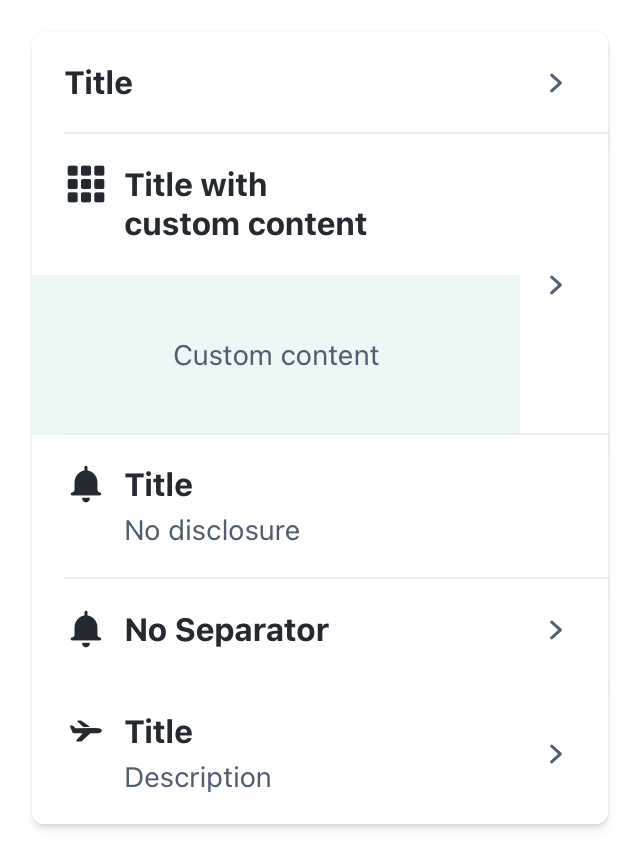 Title
Title with
custom content
Custom content
Title
No disclosure
No Separator
Title
Description